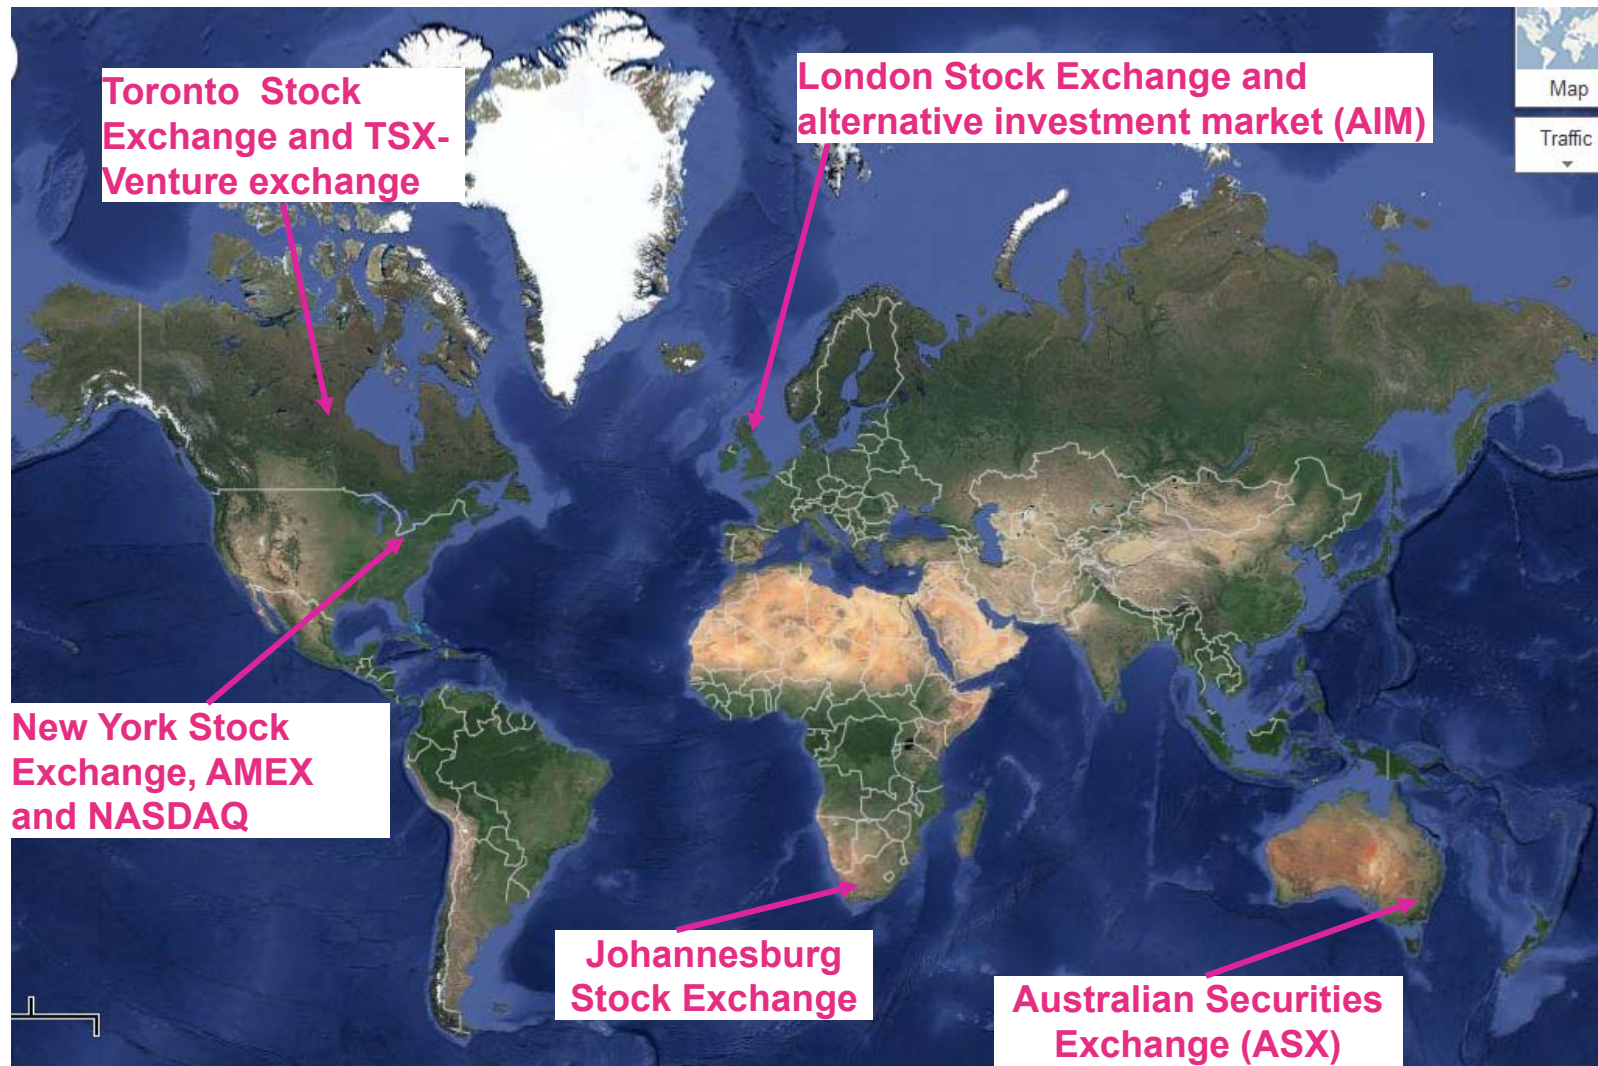 Toronto  Stock
Exchange and TSX-
Venture exchange
London Stock Exchange and
alternative investment market (AIM)
Map
Traffic
New York Stock
Exchange, AMEX
and NASDAQ
Johannesburg
Stock Exchange
Australian Securities
Exchange (ASX)